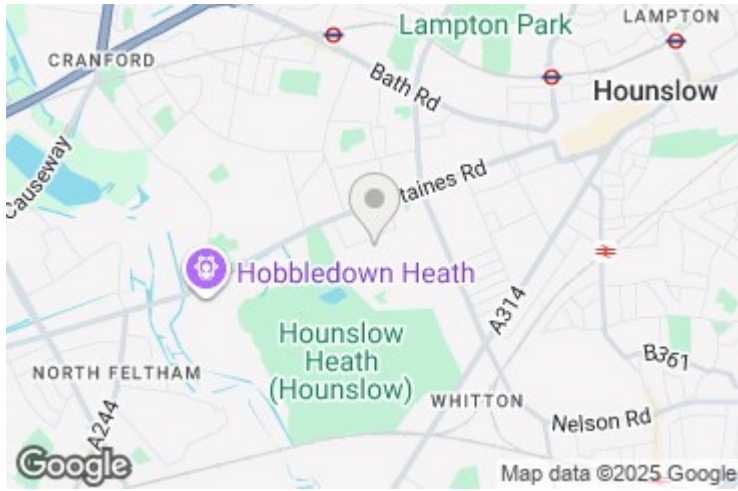 Lampton Park
LAMPTON
CRANFORD
Bath Rd
Hounslow
Causeway
taines Rd
Hobbledown Heath
A314
Hounslow
Heath
(Hounslow)
B361
NORTH FELTHAM
WHITTON
A244
Nelson Rd
Google
Map data ©2025 Google